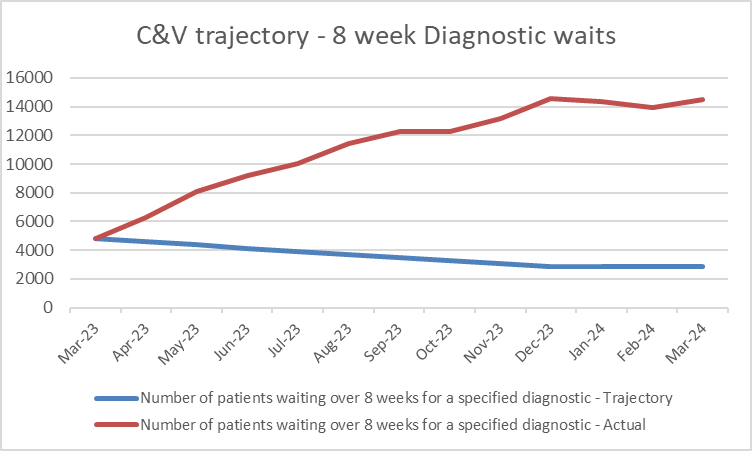 C&V trajectory - 8 week Diagnostic waits
16000
14000
12000
10000
8000
6000
4000
2000
0
Mar-23 Apr-23 May-23 Jun-23 Jul-23 Aug-23 Sep-23 Oct-23 Nov-23 Dec-23 Jan-24 Feb-24 Mar-24
Number of patients waiting over 8 weeks for a specified diagnostic - Trajectory
Number of patients waiting over 8 weeks for a specified diagnostic - Actual